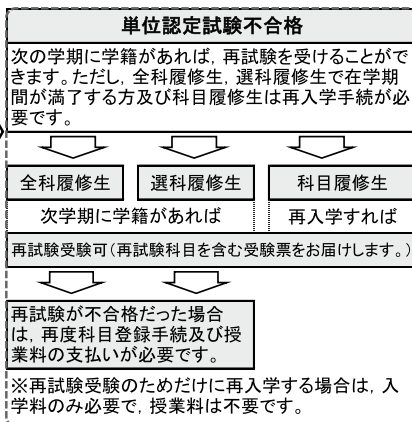 単位認定試験不合格
次の学期に学籍があれば，再試験を受けることがで
きます。ただし，全科履修生，選科履修生で在学期
間が満了する方及び科目履修生は再入学手続が必
要です。
全科履修生 選科履修生 科目履修生
次学期に学籍があれば 再入学すれば
再試験受験可（再試験科目を含む受験票をお届けします。）
再試験が不合格だった場合
は，再度科目登録手続及び授
業料の支払いが必要です。
※再試験受験のためだけに再入学する場合は，入
学料のみ必要で，授業料は不要です。